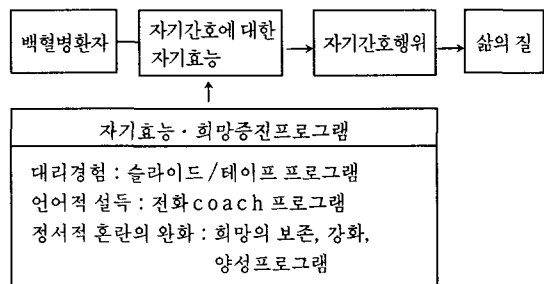 백혈병환자
자기간호에 대한
자기효능
자기간호행위
삶의 질
자기효능·희망증진프로그램
대리경험 : 슬라이드/테이프 프로그램
언어적 설득 : 전화coach 프로그램
정서적 혼란의 완화 : 희망의 보존, 강화,
양성프로그램